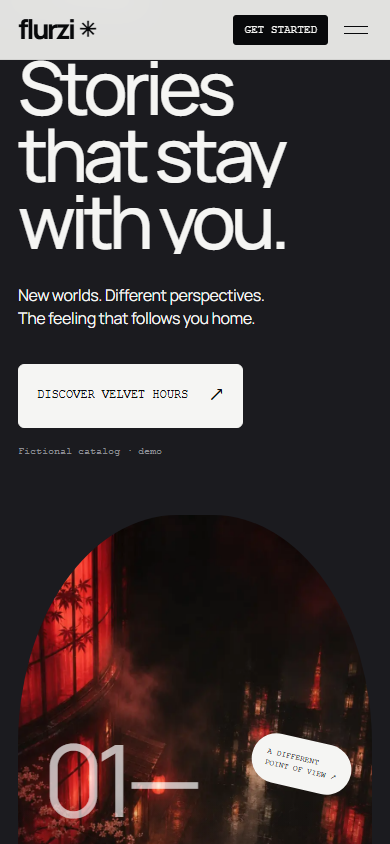 flurzi
GET STARTED
Stories
that stay
with you.
New worlds. Different perspectives.
The feeling that follows you home.
DISCOVER VELVET HOURS ↗
Fictional catalog · demo
A DIFFERENT
POINT OF VIEW ↗
01—